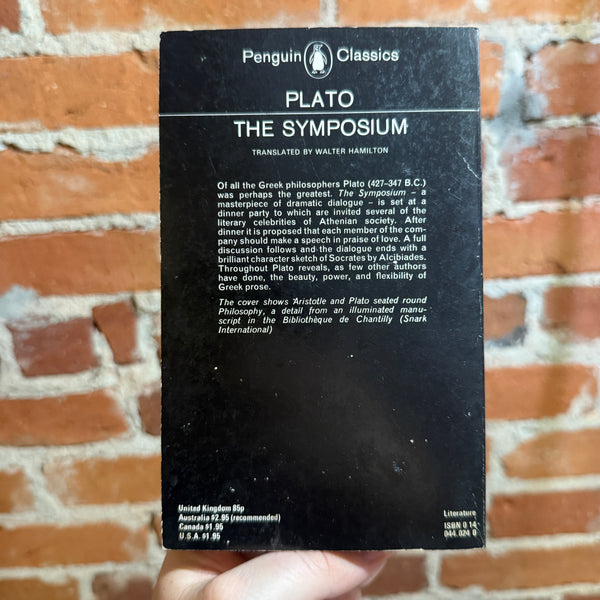 Penguin Classics
PLATO
THE SYMPOSIUM
TRANSLATED BY WALTER HAMILTON
Of all the Greek philosophers Plato (427–347 B.C.)
was perhaps the greatest. The Symposium – a
masterpiece of dramatic dialogue – is set at a
dinner party to which are invited several of the
literary celebrities of Athenian society. After
dinner it is proposed that each member of the com-
pany should make a speech in praise of love. A full
discussion follows and the dialogue ends with a
brilliant character sketch of Socrates by Alcibiades.
Throughout Plato reveals, as few other authors
have done, the beauty, power, and flexibility of
Greek prose.
The cover shows Aristotle and Plato seated round
Philosophy, a detail from an illuminated manu-
script in the Bibliothèque de Chantilly (Snark
International)
United Kingdom 85p
Australia $2.95 (recommended)
Canada $1.95
U.S.A. $1.95
Literature
ISBN 0 14
044.024 0